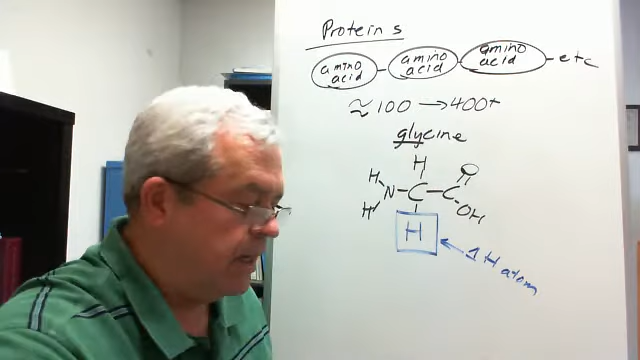 Proteins
amino acid - amino acid - amino acid - etc
≈ 100 → 400+
glycine
H
H O
N - C - C
H OH
H
1 H atom